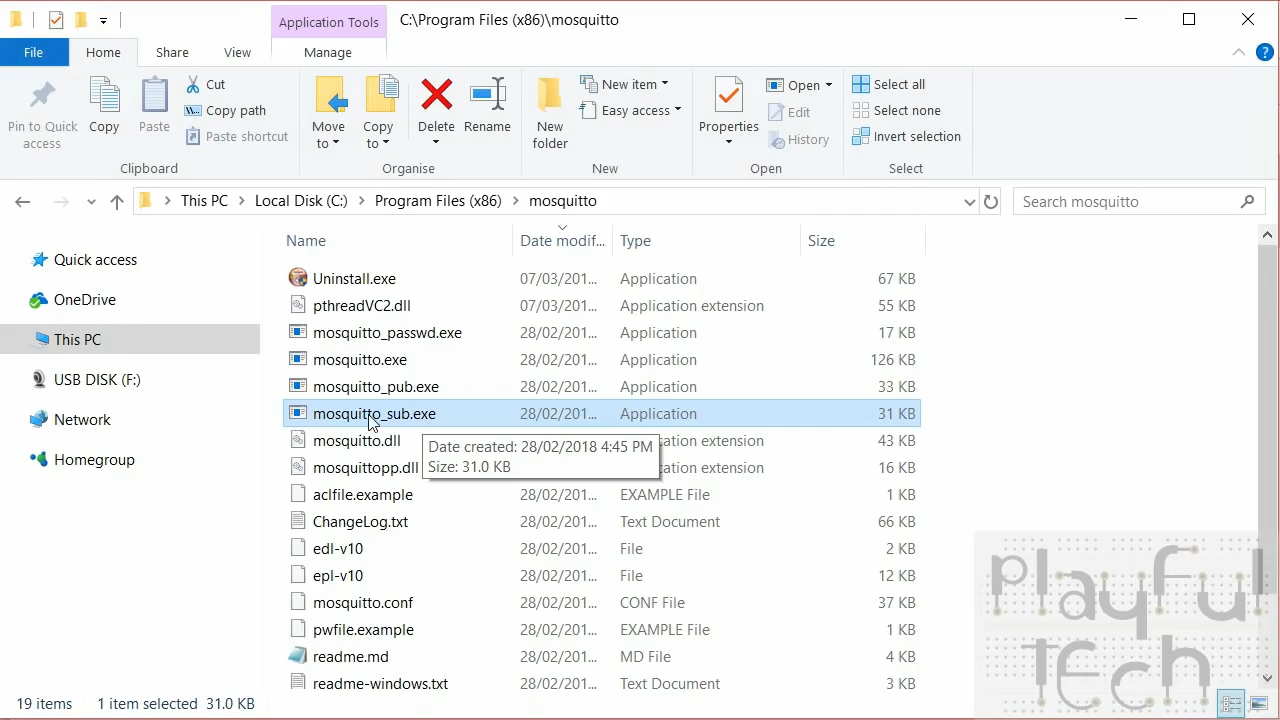 Application Tools
C:\Program Files (x86)\mosquitto
File
Home
Share
View
Manage
?
Pin to Quick access
Copy
Paste
Cut
Copy path
Paste shortcut
Clipboard
Move to
Copy to
Delete
Rename
Organise
New folder
New item
Easy access
New
Properties
Open
Edit
History
Open
Select all
Select none
Invert selection
Select
This PC > Local Disk (C:) > Program Files (x86) > mosquitto
Search mosquitto
Quick access
OneDrive
This PC
USB DISK (F:)
Network
Homegroup
Name Date modif... Type Size
Uninstall.exe 07/03/201... Application 67 KB
pthreadVC2.dll 07/03/201... Application extension 55 KB
mosquitto_passwd.exe 28/02/201... Application 17 KB
mosquitto.exe 28/02/201... Application 126 KB
mosquitto_pub.exe 28/02/201... Application 33 KB
mosquitto_sub.exe 28/02/201... Application 31 KB
mosquitto.dll cation extension 43 KB
mosquittopp.dll cation extension 16 KB
Date created: 28/02/2018 4:45 PM
Size: 31.0 KB
aclfile.example 28/02/201... EXAMPLE File 1 KB
ChangeLog.txt 28/02/201... Text Document 66 KB
edl-v10 28/02/201... File 2 KB
epl-v10 28/02/201... File 12 KB
mosquitto.conf 28/02/201... CONF File 37 KB
pwfile.example 28/02/201... EXAMPLE File 1 KB
readme.md 28/02/201... MD File 4 KB
readme-windows.txt 28/02/201... Text Document 3 KB
19 items 1 item selected 31.0 KB
playful
tech